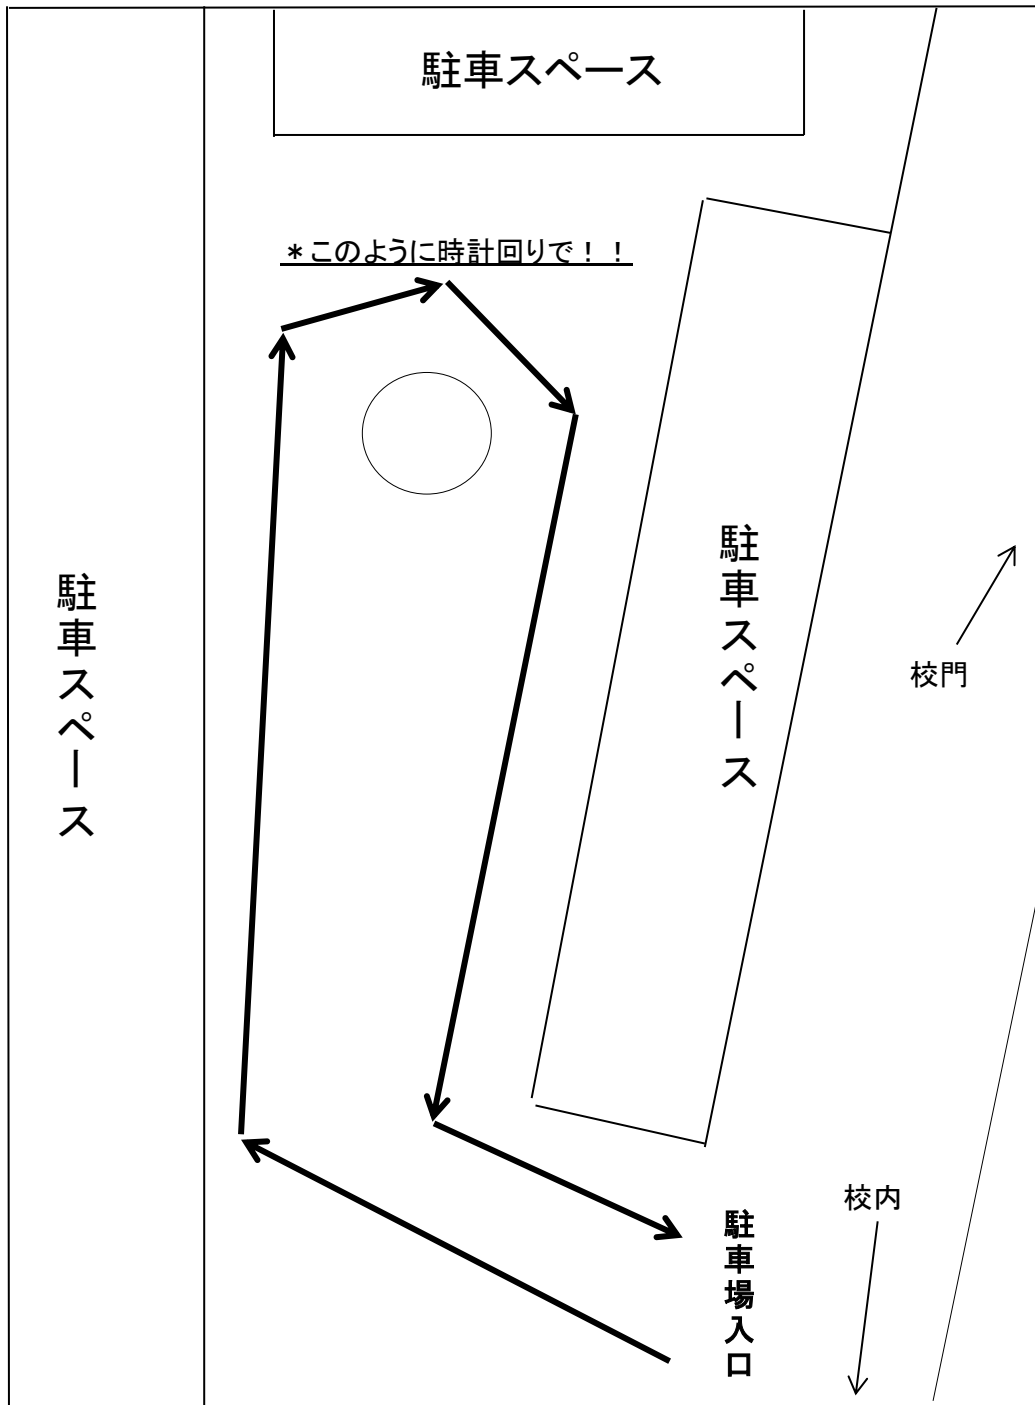 駐車スペース
＊このように時計回りで！！
駐車スペース
駐車スペース
校門
校内
駐車場入口